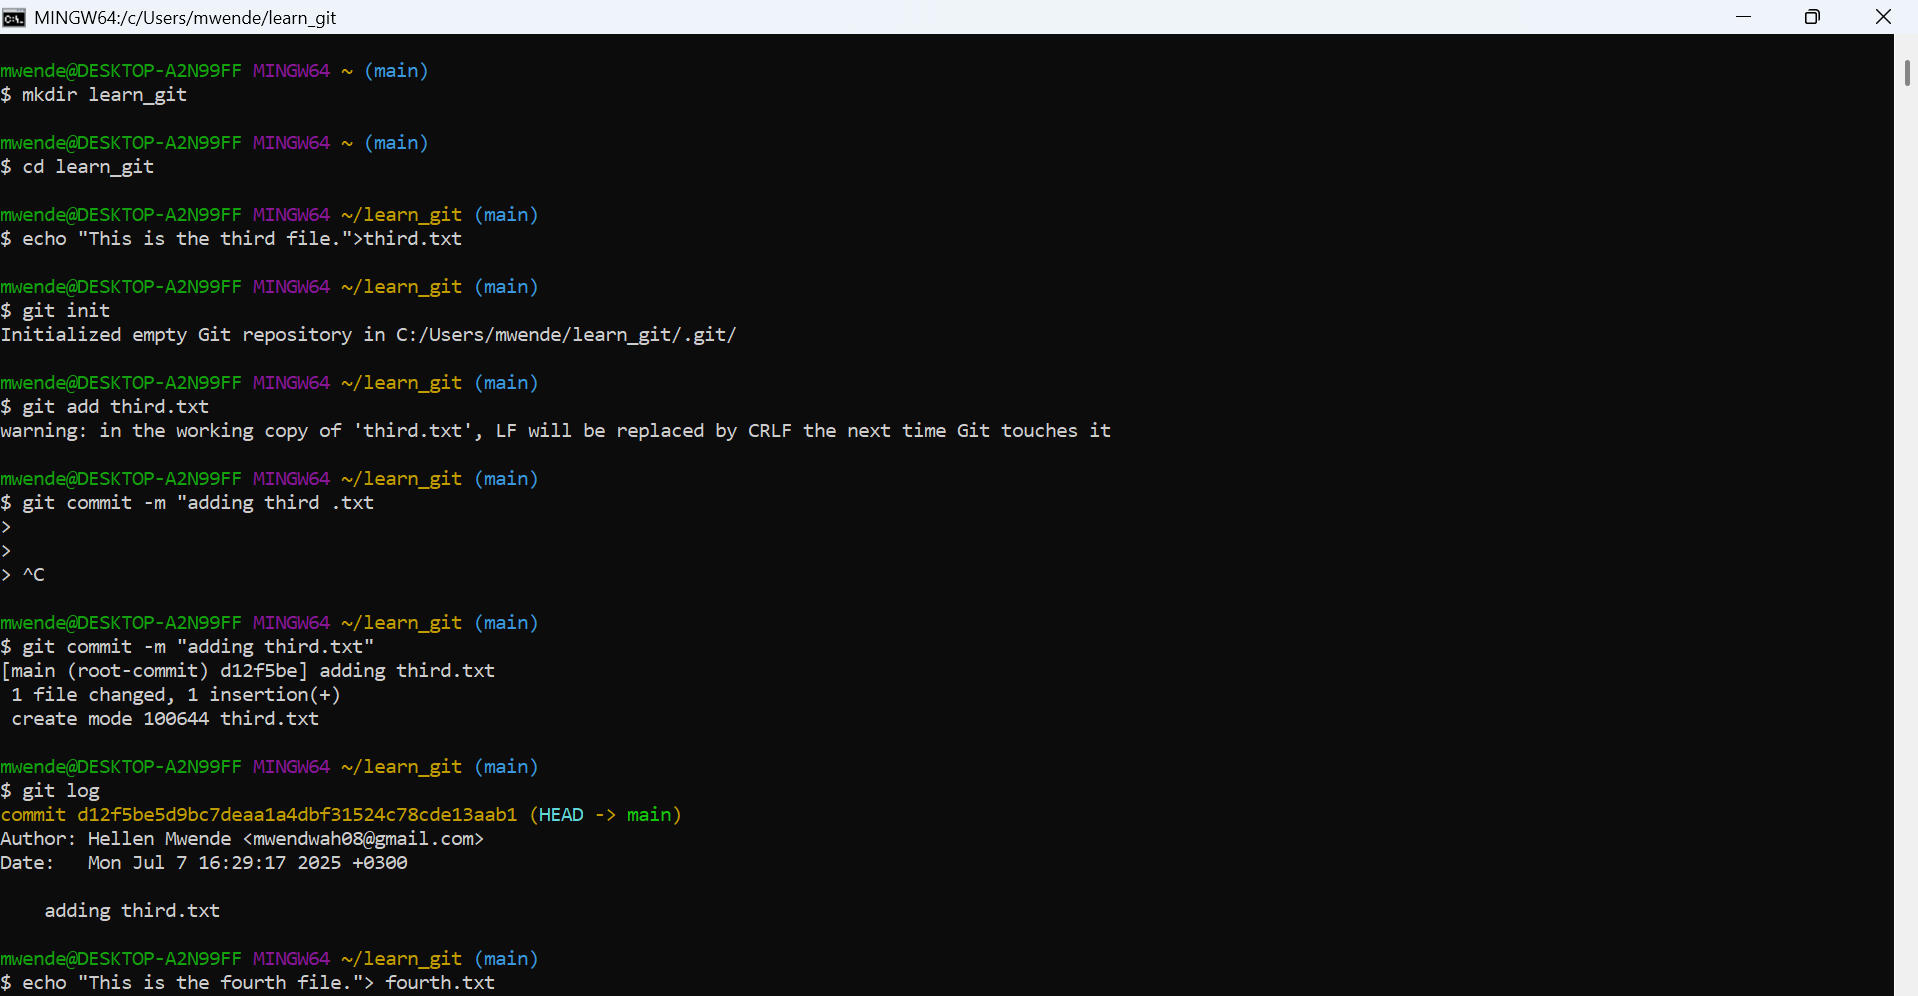 MINGW64:/c/Users/mwende/learn_git
mwende@DESKTOP-A2N99FF MINGW64 ~ (main)
$ mkdir learn_git
mwende@DESKTOP-A2N99FF MINGW64 ~ (main)
$ cd learn_git
mwende@DESKTOP-A2N99FF MINGW64 ~/learn_git (main)
$ echo "This is the third file.">third.txt
mwende@DESKTOP-A2N99FF MINGW64 ~/learn_git (main)
$ git init
Initialized empty Git repository in C:/Users/mwende/learn_git/.git/
mwende@DESKTOP-A2N99FF MINGW64 ~/learn_git (main)
$ git add third.txt
warning: in the working copy of 'third.txt', LF will be replaced by CRLF the next time Git touches it
mwende@DESKTOP-A2N99FF MINGW64 ~/learn_git (main)
$ git commit -m "adding third .txt
>
>
> ^C
mwende@DESKTOP-A2N99FF MINGW64 ~/learn_git (main)
$ git commit -m "adding third.txt"
[main (root-commit) d12f5be] adding third.txt
 1 file changed, 1 insertion(+)
 create mode 100644 third.txt
mwende@DESKTOP-A2N99FF MINGW64 ~/learn_git (main)
$ git log
commit d12f5be5d9bc7deaa1a4dbf31524c78cde13aab1 (HEAD -> main)
Author: Hellen Mwende <mwendwah08@gmail.com>
Date:   Mon Jul 7 16:29:17 2025 +0300
    adding third.txt
mwende@DESKTOP-A2N99FF MINGW64 ~/learn_git (main)
$ echo "This is the fourth file."> fourth.txt